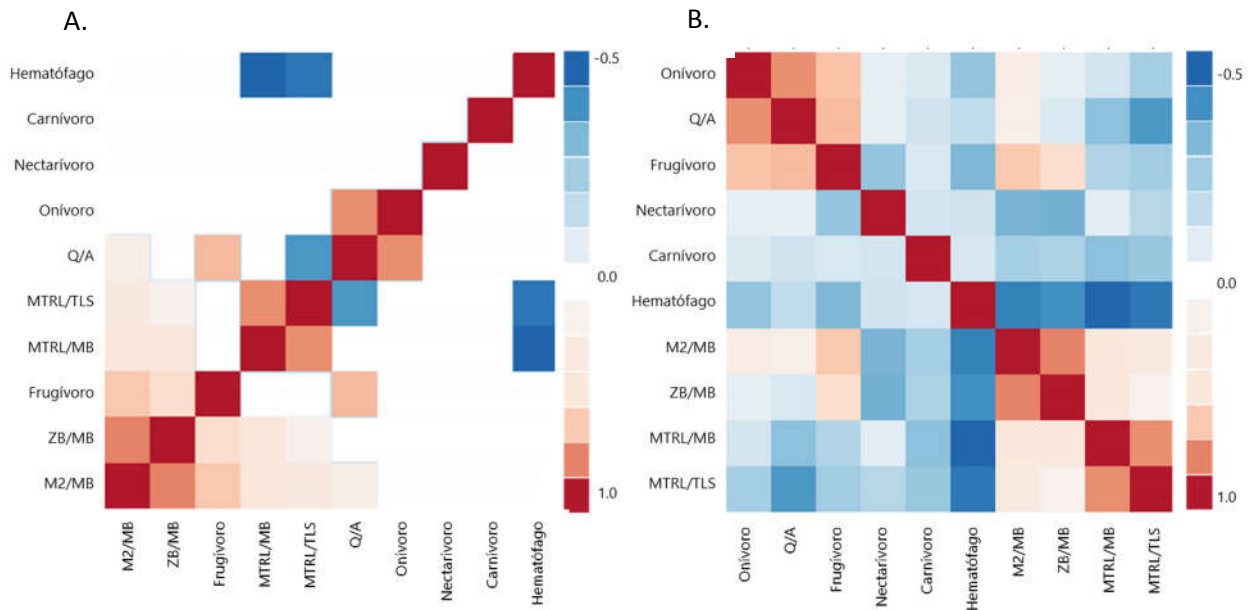 A.
Hematófago
Carnívoro
Nectarívoro
Onívoro
Q/A
MTRL/TLS
MTRL/MB
Frugívoro
ZB/MB
M2/MB
M2/MB
ZB/MB
Frugívoro
MTRL/MB
MTRL/TLS
Q/A
Onívoro
Nectarívoro
Carnívoro
Hematófago
-0.5
0.0
1.0
B.
Onívoro
Q/A
Frugívoro
Nectarívoro
Carnívoro
Hematófago
M2/MB
ZB/MB
MTRL/MB
MTRL/TLS
Onívoro
Q/A
Frugívoro
Nectarívoro
Carnívoro
Hematófago
M2/MB
ZB/MB
MTRL/MB
MTRL/TLS
-0.5
0.0
1.0